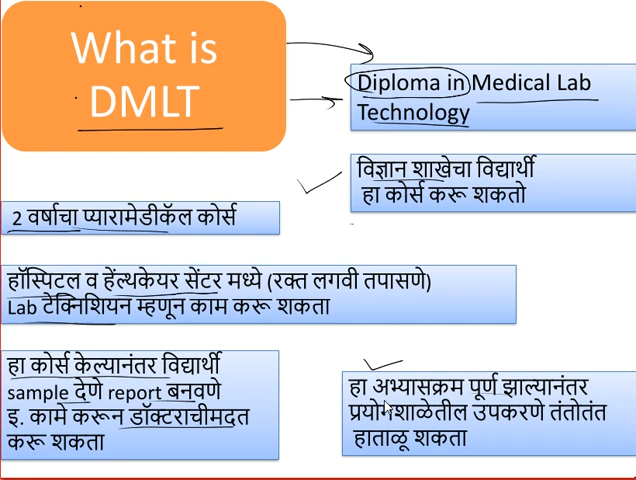 What is
DMLT
Diploma in Medical Lab
Technology
विज्ञान शाखेचा विद्यार्थी
हा कोर्स करू शकतो
2 वर्षाचा प्यारामेडीकॅल कोर्स
हॉस्पिटल व हेंल्थकेयर सेंटर मध्ये (रक्त लगवी तपासणे)
Lab टेक्निशियन म्हणून काम करू शकता
हा कोर्स केल्यानंतर विद्यार्थी
sample देणे report बनवणे
इ. कामे करून डॉक्टराचीमदत
करू शकता
हा अभ्यासक्रम पूर्ण झाल्यानंतर
प्रयोगशाळेतील उपकरणे तंतोतंत
हाताळू शकता